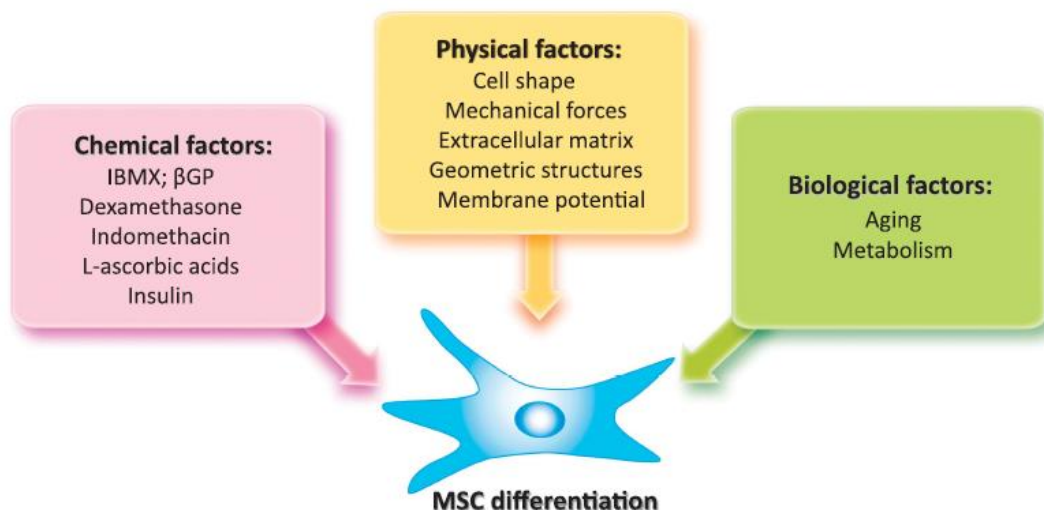 Chemical factors:
IBMX; βGP
Dexamethasone
Indomethacin
L-ascorbic acids
Insulin
Physical factors:
Cell shape
Mechanical forces
Extracellular matrix
Geometric structures
Membrane potential
Biological factors:
Aging
Metabolism
MSC differentiation